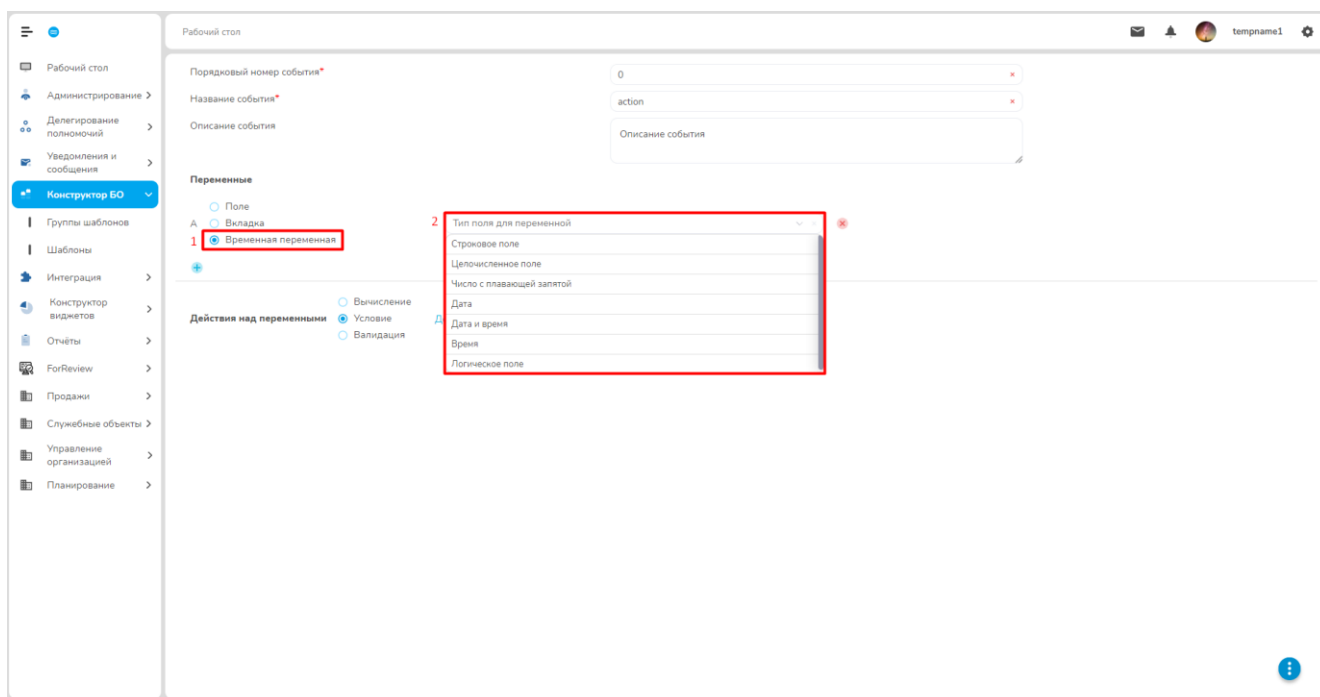 Рабочий стол
tempname1
Рабочий стол
Администрирование
Делегирование
полномочий
Уведомления и
сообщения
Конструктор БО
Группы шаблонов
Шаблоны
Интеграция
Конструктор
виджетов
Отчёты
ForReview
Продажи
Служебные объекты
Управление
организацией
Планирование
Порядковый номер события*
0
Название события*
action
Описание события
Описание события
Переменные
Поле
А
Вкладка
1
Временная переменная
2
Тип поля для переменной
Строковое поле
Целочисленное поле
Число с плавающей запятой
Дата
Дата и время
Время
Логическое поле
Действия над переменными
Вычисление
Условие
Валидация